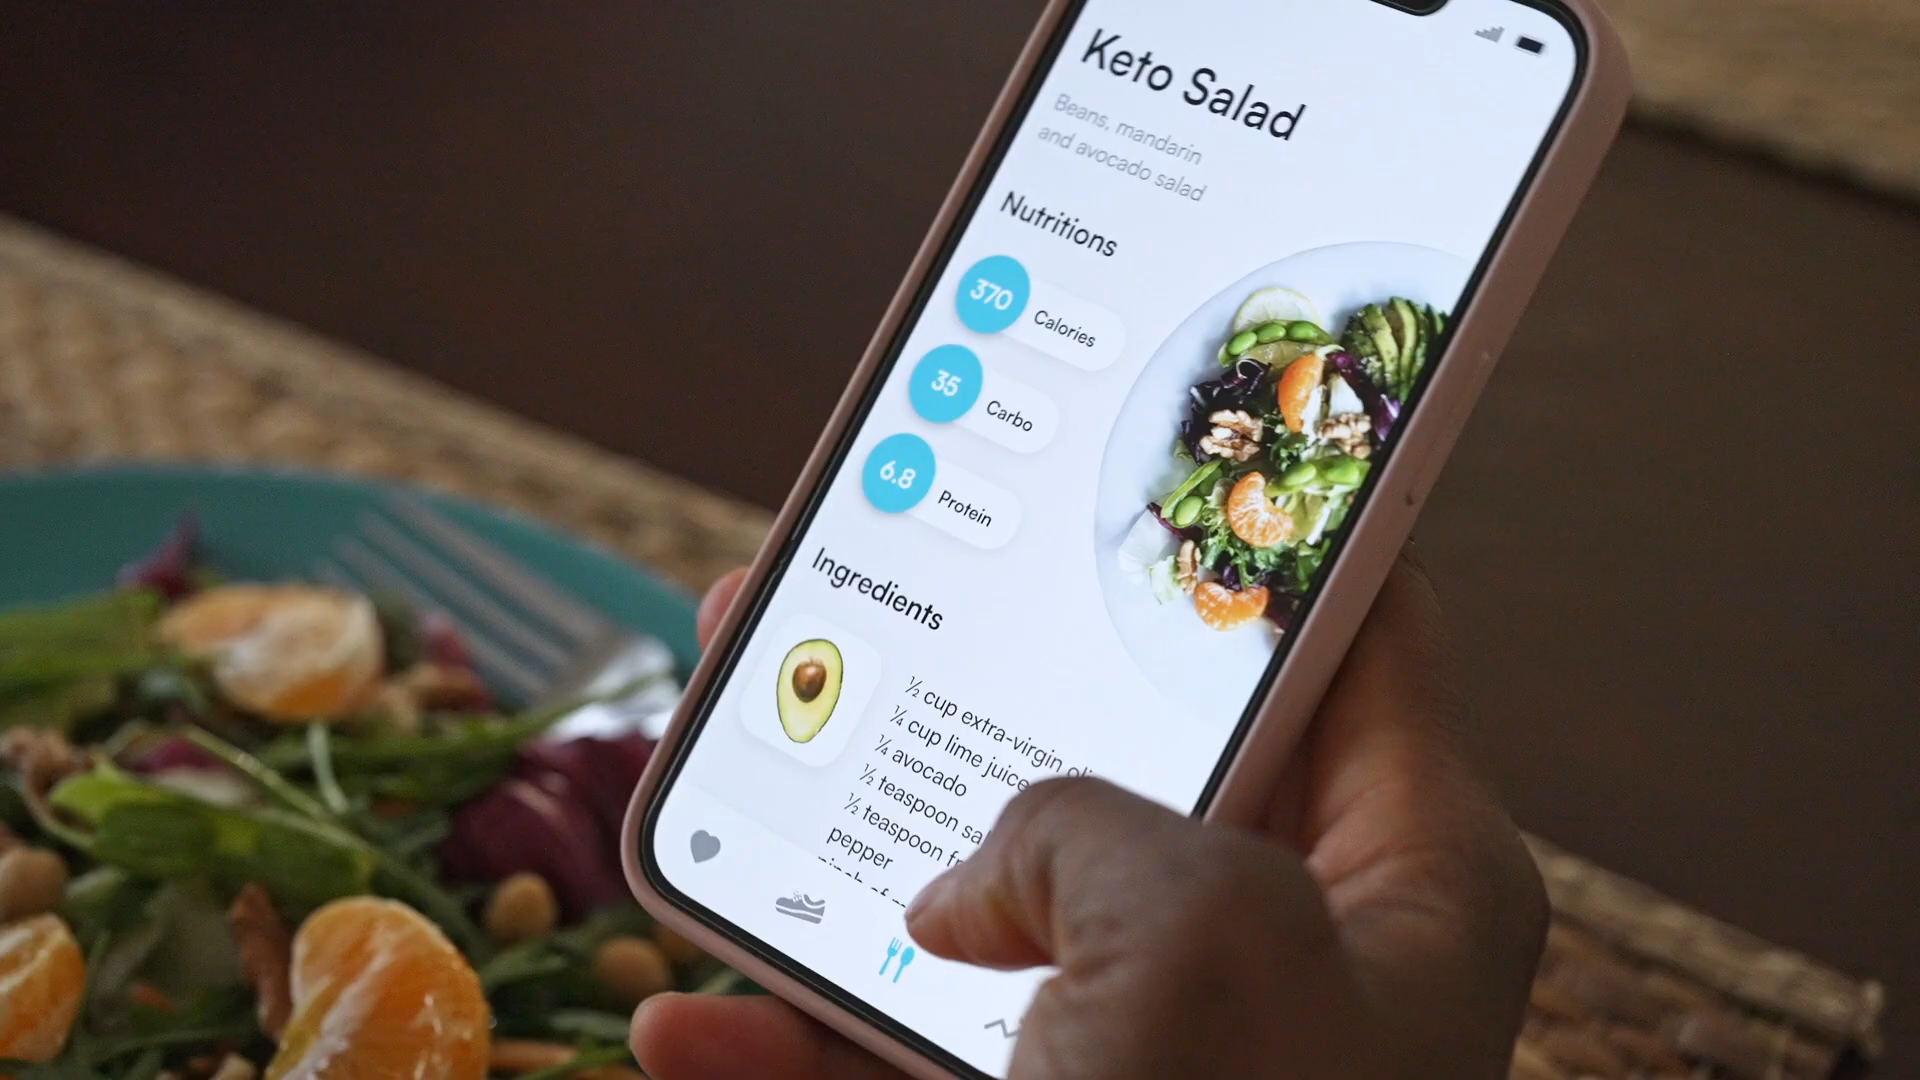 Keto Salad
Beans, mandarin
and avocado salad
Nutritions
370 Calories
35 Carbo
6.8 Protein
Ingredients
½ cup extra-virgin
¼ cup lime juice
¼ avocado
½ teaspoon
½ teaspoon
pepper